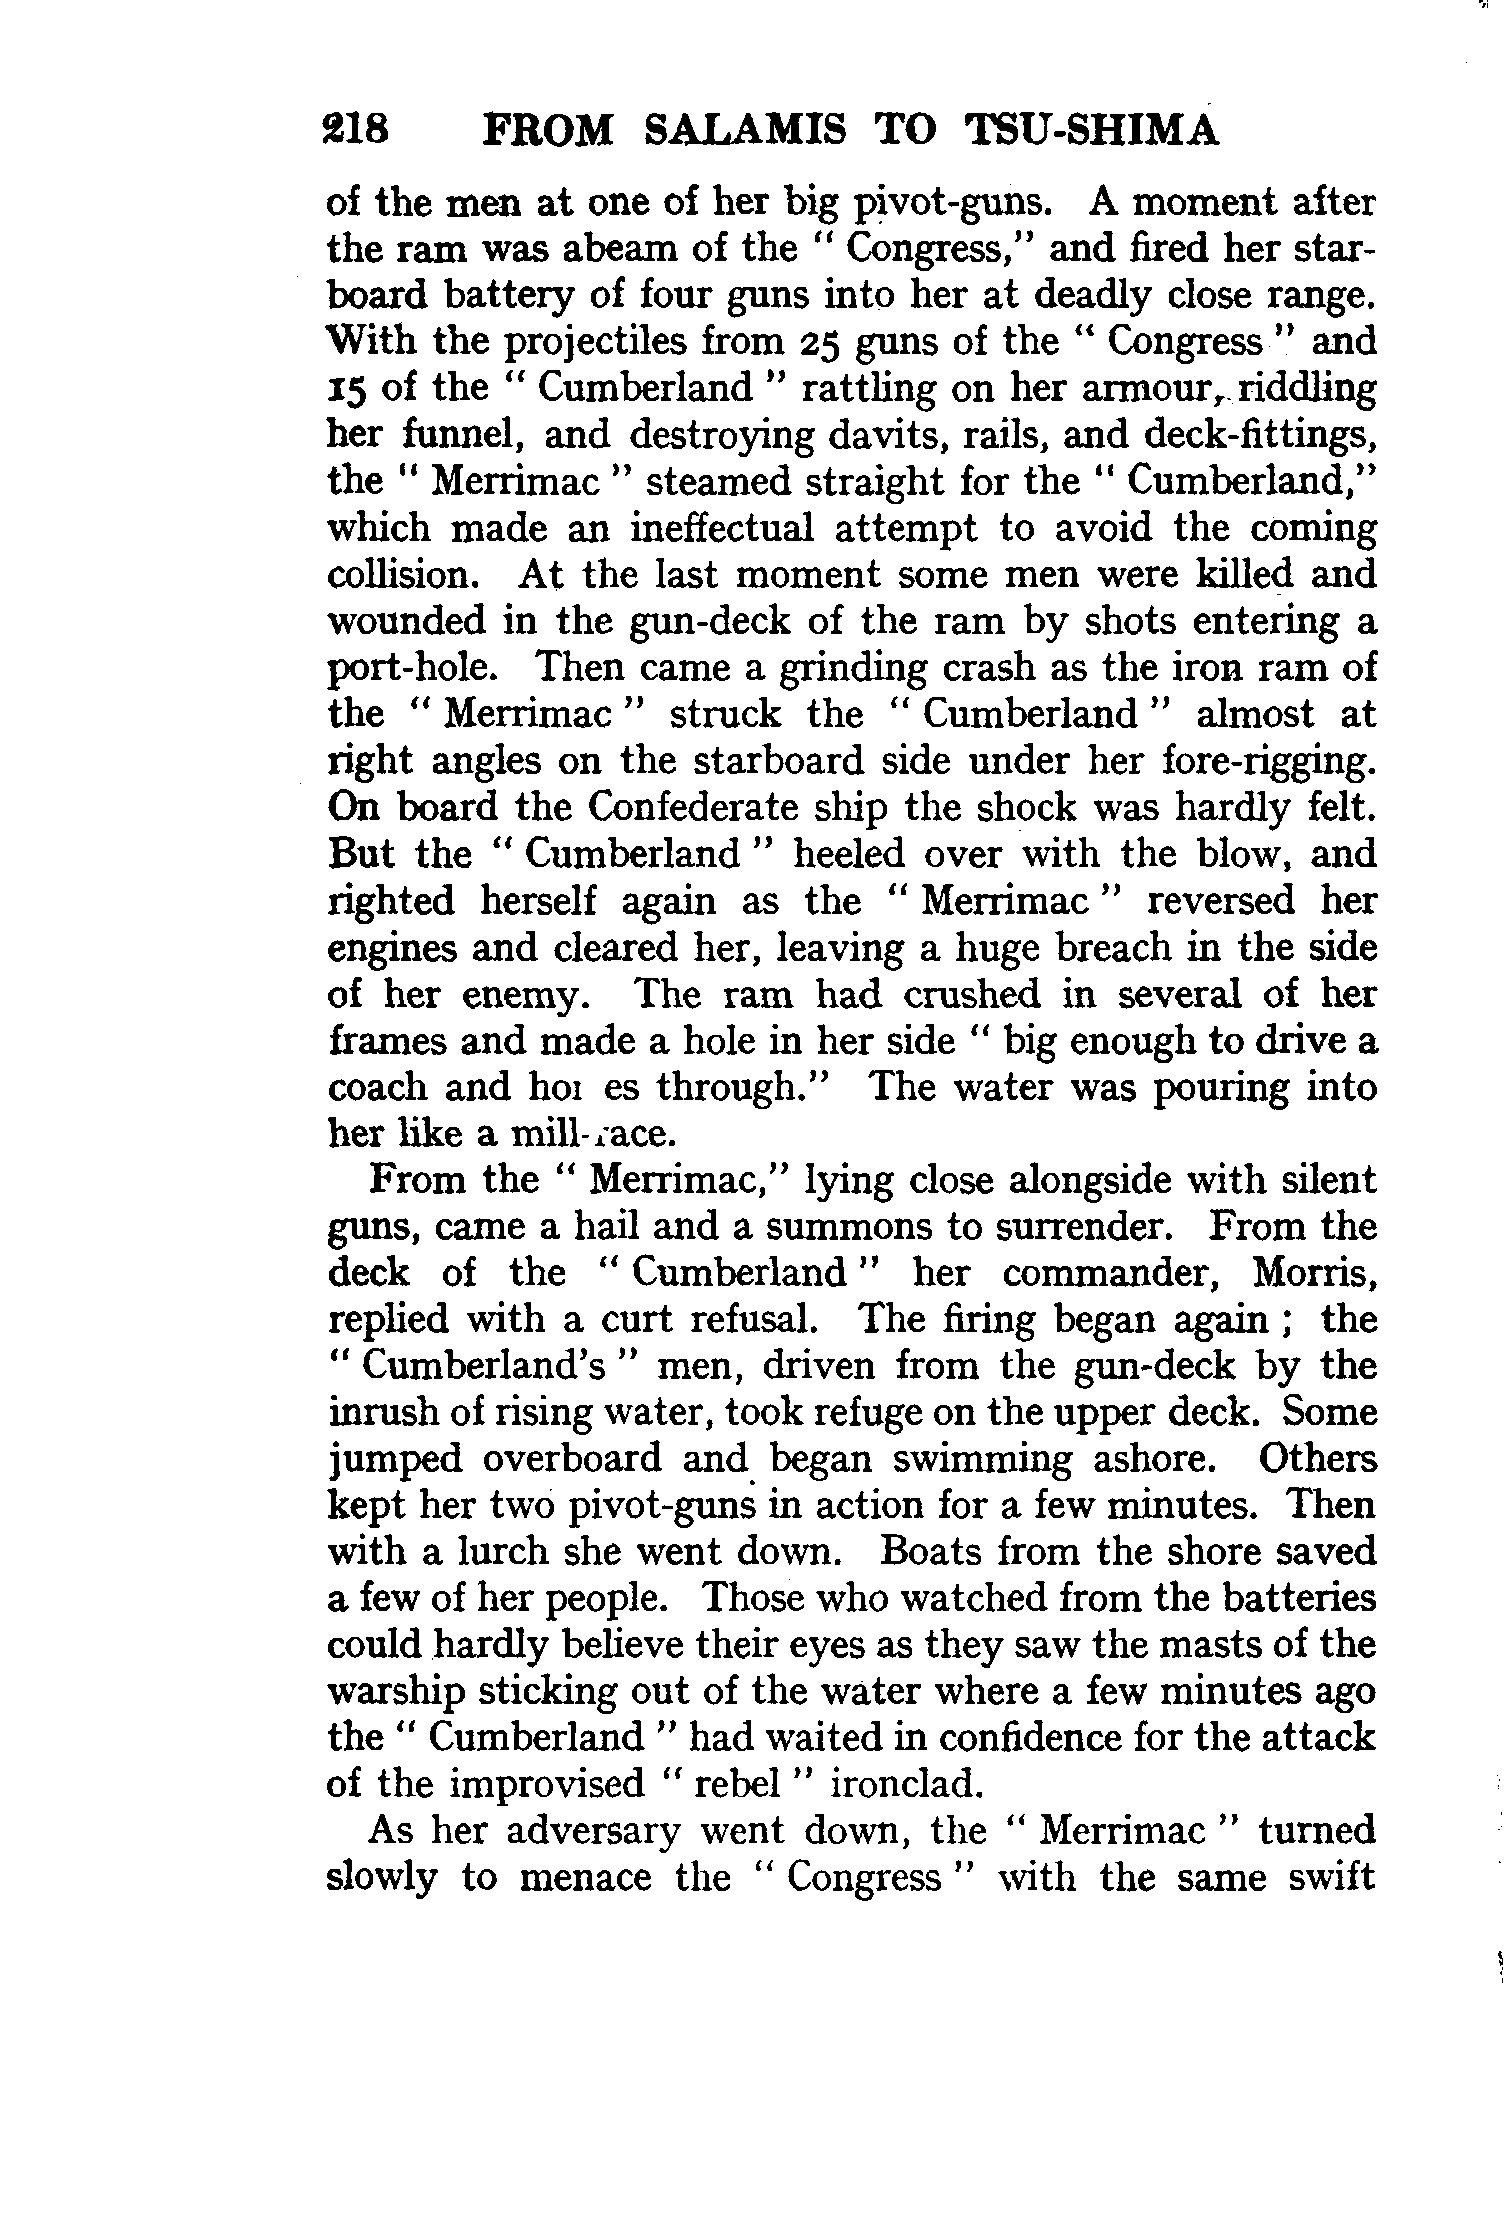 218 FROM SALAMIS TO TSU-SHIMA
of the men at one of her big pivot-guns. A moment after
the ram was abeam of the " Congress," and fired her star-
board battery of four guns into her at deadly close range.
With the projectiles from 25 guns of the " Congress " and
15 of the " Cumberland " rattling on her armour, riddling
her funnel, and destroying davits, rails, and deck-fittings,
the " Merrimac " steamed straight for the " Cumberland,"
which made an ineffectual attempt to avoid the coming
collision. At the last moment some men were killed and
wounded in the gun-deck of the ram by shots entering a
port-hole. Then came a grinding crash as the iron ram of
the " Merrimac " struck the " Cumberland " almost at
right angles on the starboard side under her fore-rigging.
On board the Confederate ship the shock was hardly felt.
But the " Cumberland " heeled over with the blow, and
righted herself again as the " Merrimac " reversed her
engines and cleared her, leaving a huge breach in the side
of her enemy. The ram had crushed in several of her
frames and made a hole in her side " big enough to drive a
coach and horses through." The water was pouring into
her like a mill-race.
From the " Merrimac," lying close alongside with silent
guns, came a hail and a summons to surrender. From the
deck of the " Cumberland " her commander, Morris,
replied with a curt refusal. The firing began again ; the
" Cumberland's " men, driven from the gun-deck by the
inrush of rising water, took refuge on the upper deck. Some
jumped overboard and began swimming ashore. Others
kept her two pivot-guns in action for a few minutes. Then
with a lurch she went down. Boats from the shore saved
a few of her people. Those who watched from the batteries
could hardly believe their eyes as they saw the masts of the
warship sticking out of the water where a few minutes ago
the " Cumberland " had waited in confidence for the attack
of the improvised " rebel " ironclad.
As her adversary went down, the " Merrimac " turned
slowly to menace the " Congress " with the same swift